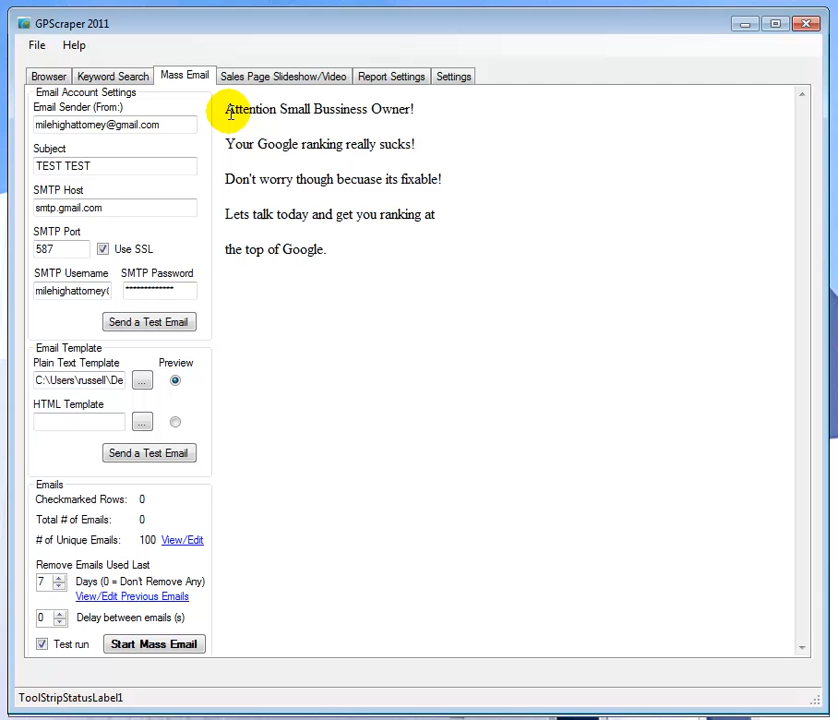 GPScraper 2011
File Help
Browser Keyword Search Mass Email Sales Page Slideshow/Video Report Settings Settings
Email Account Settings
Email Sender (From:)
milehighattorney@gmail.com
Subject
TEST TEST
SMTP Host
smtp.gmail.com
SMTP Port
587 Use SSL
SMTP Username SMTP Password
milehighattorney( *************
Send a Test Email
Email Template
Plain Text Template Preview
C:\Users\russell\De ...
HTML Template
...
Send a Test Email
Emails
Checkmarked Rows: 0
Total # of Emails: 0
# of Unique Emails: 100 View/Edit
Remove Emails Used Last
7 Days (0 = Don't Remove Any)
View/Edit Previous Emails
0 Delay between emails (s)
Test run Start Mass Email
Attention Small Bussiness Owner!
Your Google ranking really sucks!
Don't worry though becuase its fixable!
Lets talk today and get you ranking at
the top of Google.
ToolStripStatusLabel1